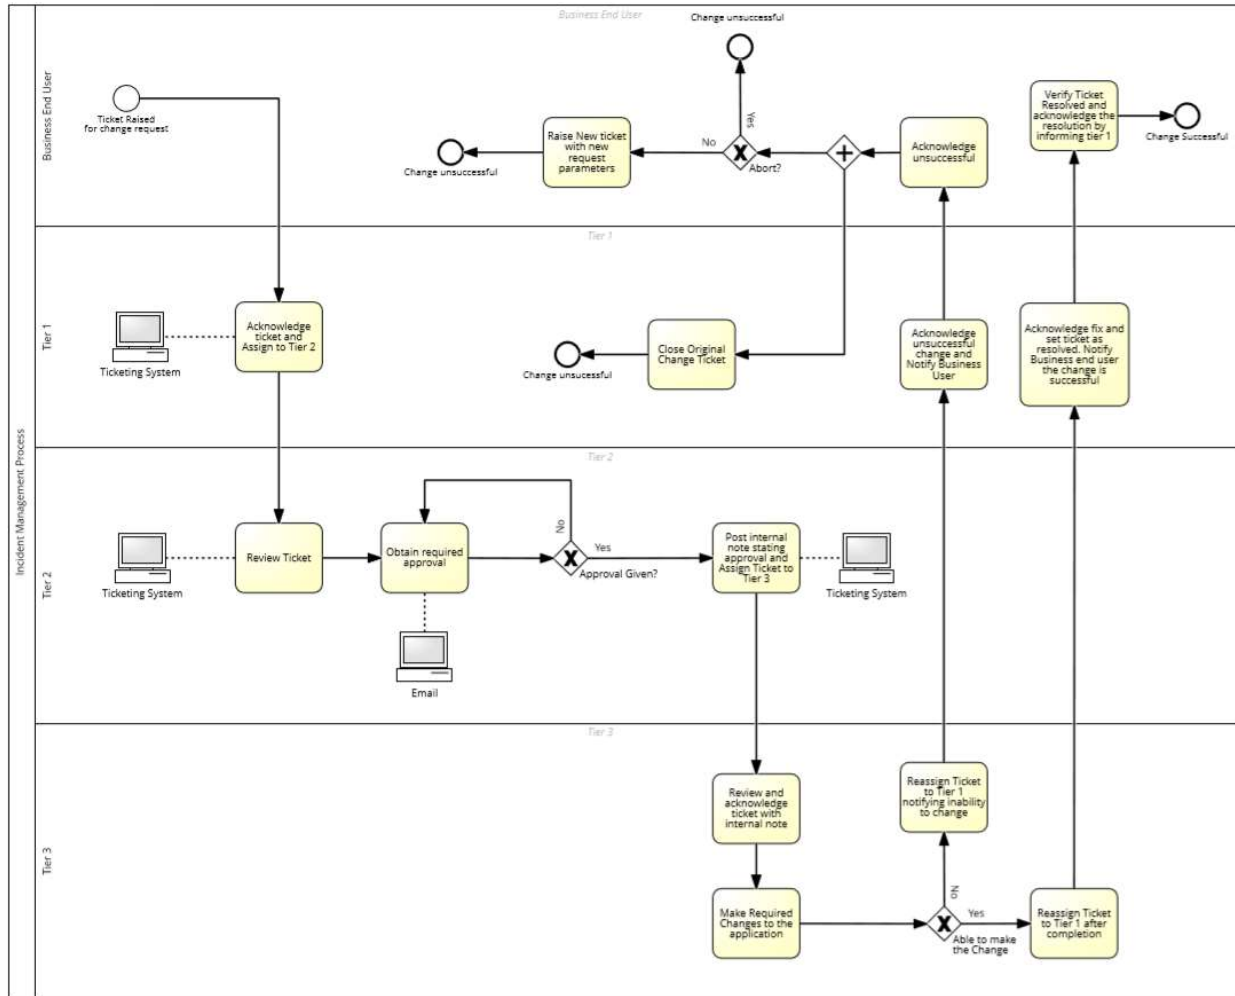 Incident Management Process
Business End User
Business End User
Ticket Raised
for change request
Change unsuccessful
Change unsuccessful
Raise New ticket
with new
request
parameters
No
Yes
Abort?
Acknowledge
unsuccessful
Verify Ticket
Resolved and
acknowledge the
resolution by
informing tier 1
Change Successful
Tier 1
Tier 1
Ticketing System
Acknowledge
ticket and
Assign to Tier 2
Change unsucessful
Close Original
Change Ticket
Acknowledge
unsuccessful
change and
Notify Business
User
Acknowledge fix and
set ticket as
resolved. Notify
Business end user
the change is
successful
Tier 2
Tier 2
Ticketing System
Review Ticket
Obtain required
approval
Email
No
Yes
Approval Given?
Post internal
note stating
approval and
Assign Ticket to
Tier 3
Ticketing System
Tier 3
Tier 3
Review and
acknowledge
ticket with
internal note
Make Required
Changes to the
application
Reassign Ticket
to Tier 1
notifying inability
to change
No
Yes
Able to make
the Change
Reassign Ticket
to Tier 1 after
completion